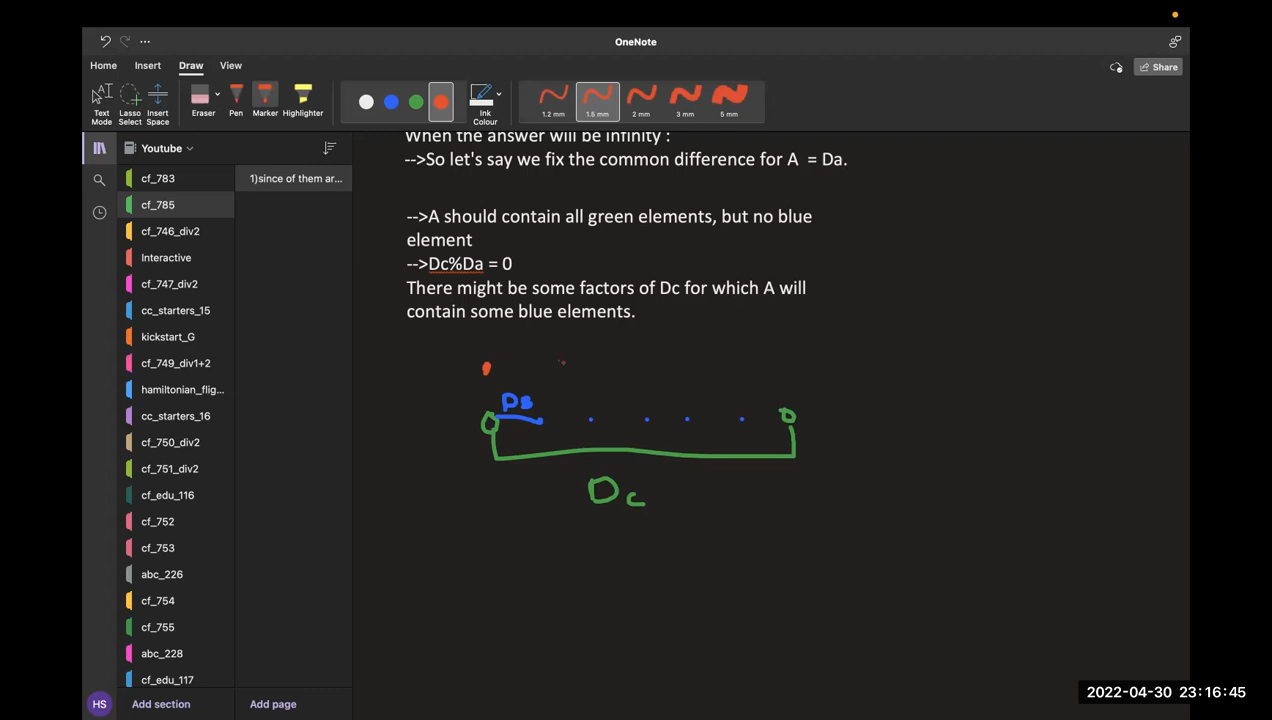 OneNote
Home
Insert
Draw
View
Share
Text
Mode
Lasso
Select
Insert
Space
Eraser
Pen
Marker
Highlighter
Ink
Colour
1.2 mm
1.5 mm
2 mm
3 mm
5 mm
Youtube
cf_783
1)since of them ar...
cf_785
cf_746_div2
Interactive
cf_747_div2
cc_starters_15
kickstart_G
cf_749_div1+2
hamiltonian_flig...
cc_starters_16
cf_750_div2
cf_751_div2
cf_edu_116
cf_752
cf_753
abc_226
cf_754
cf_755
abc_228
cf_edu_117
HS
Add section
Add page
When the answer will be infinity :
-->So let's say we fix the common difference for A = Da.
-->A should contain all green elements, but no blue
element
-->Dc%Da = 0
There might be some factors of Dc for which A will
contain some blue elements.
DB
Dc
2022-04-30 23:16:45